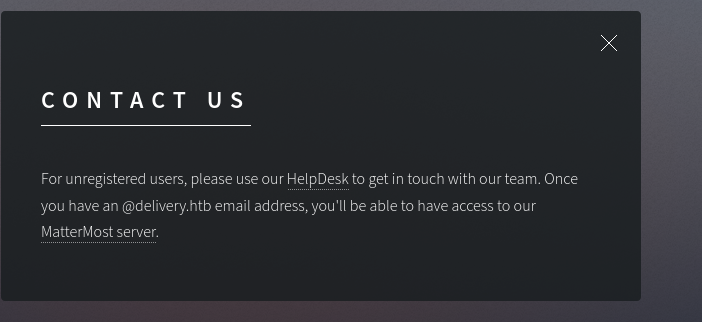 CONTACT US
For unregistered users, please use our HelpDesk to get in touch with our team. Once
you have an @delivery.htb email address, you'll be able to have access to our
MatterMost server.